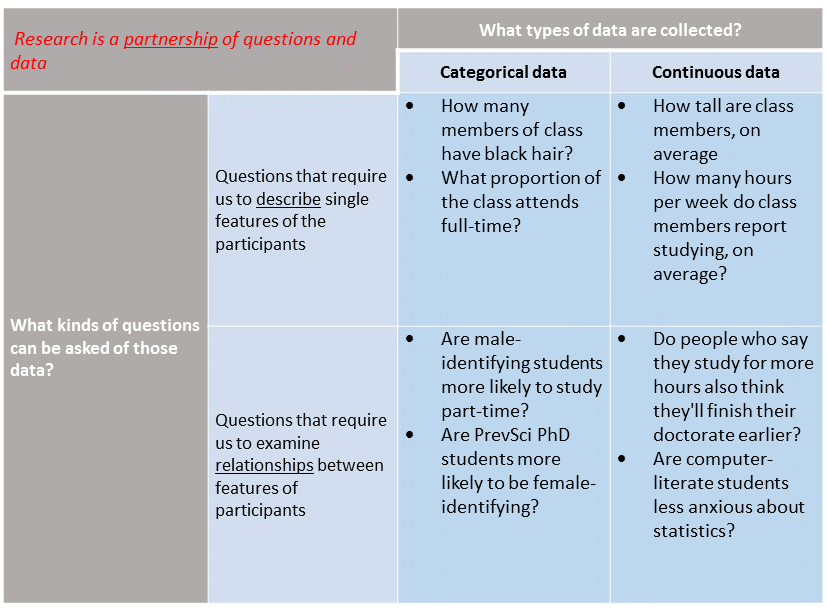 Research is a partnership of questions and
data
What types of data are collected?
Categorical data
Continuous data
What kinds of questions
can be asked of those
data?
Questions that require
us to describe single
features of the
participants
• How many
members of class
have black hair?
• What proportion of
the class attends
full-time?
• How tall are class
members, on
average
• How many hours
per week do class
members report
studying, on
average?
Questions that require
us to examine
relationships between
features of
participants
• Are male-
identifying students
more likely to study
part-time?
• Are PrevSci PhD
students more
likely to be female-
identifying?
• Do people who say
they study for more
hours also think
they'll finish their
doctorate earlier?
• Are computer-
literate students
less anxious about
statistics?